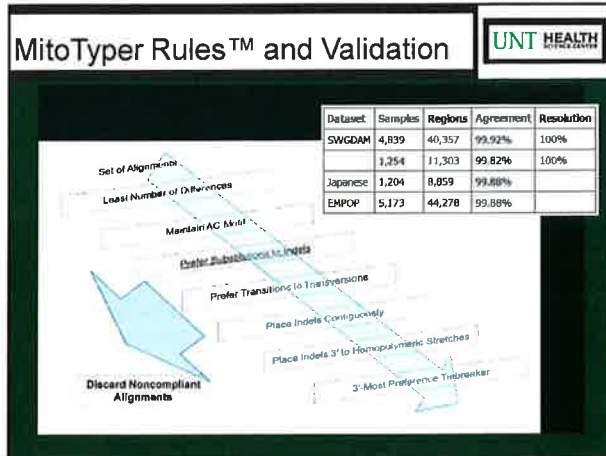 MitoTyper Rules™ and Validation
UNT HEALTH
SCIENCE CENTER
Dataset Samples Regions Agreement Resolution
SWGDAM 4,839 40,357 99.92% 100%
1,254 11,303 99.82% 100%
Japanese 1,204 8,859 99.88%
EMPOP 5,173 44,278 99.88%
Set of Alignments
Least Number of Differences
Maintain AC Motif
Prefer Substitutions to Indels
Prefer Transitions to Transversions
Place Indels Contiguously
Place Indels 3' to Homopolymeric Stretches
3'-Most Preference Tiebreaker
Discard Noncompliant
Alignments